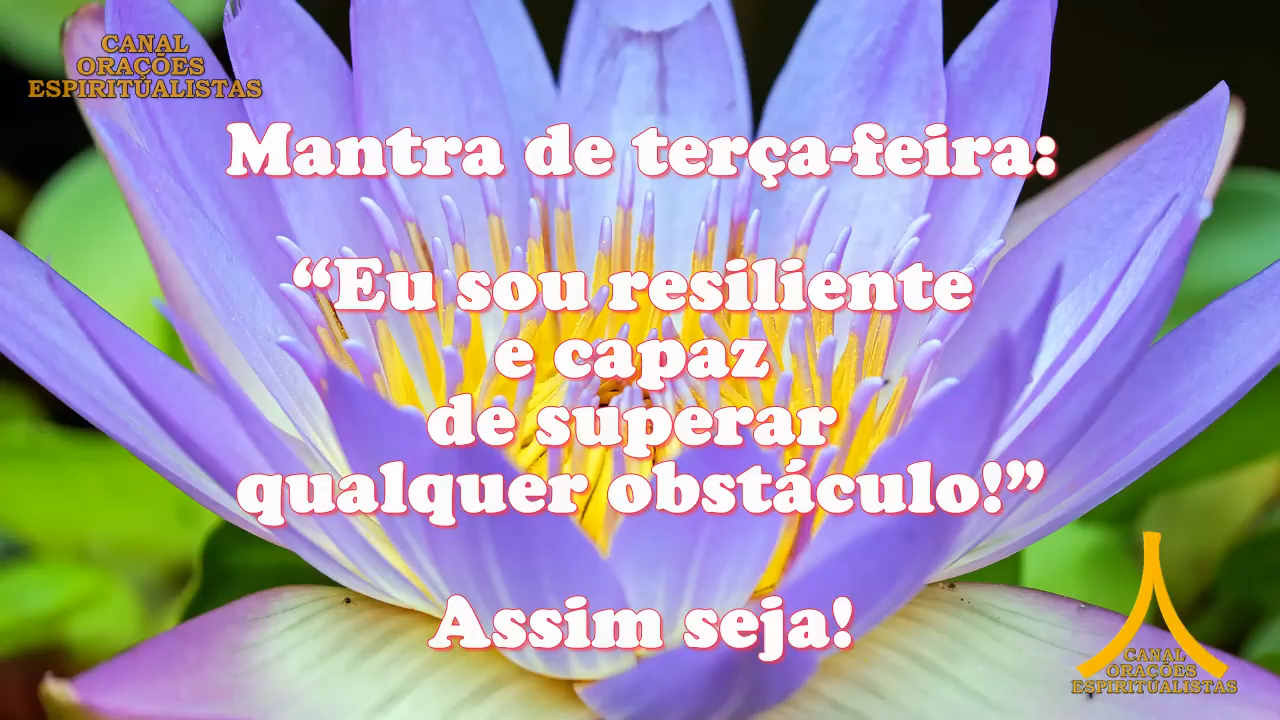 CANAL
ORAÇÕES
ESPIRITUALISTAS
Mantra de terça-feira:
“Eu sou resiliente
e capaz
de superar
qualquer obstáculo!”
Assim seja!
CANAL
ORAÇÕES
ESPIRITUALISTAS